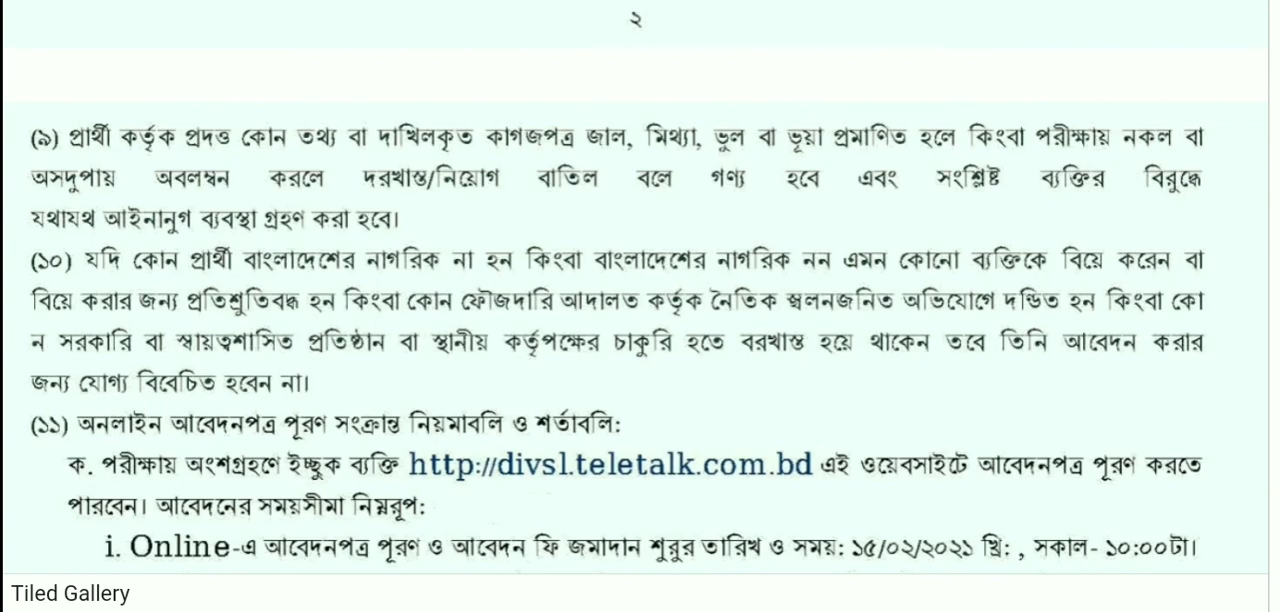 ২
(৯) প্রার্থী কর্তৃক প্রদত্ত কোন তথ্য বা দাখিলকৃত কাগজপত্র জাল, মিথ্যা, ভুল বা ভূয়া প্রমাণিত হলে কিংবা পরীক্ষায় নকল বা
অসদুপায় অবলম্বন করলে দরখাস্ত/নিয়োগ বাতিল বলে গণ্য হবে এবং সংশ্লিষ্ট ব্যক্তির বিরুদ্ধে
যথাযথ আইনানুগ ব্যবস্থা গ্রহণ করা হবে।
(১০) যদি কোন প্রার্থী বাংলাদেশের নাগরিক না হন কিংবা বাংলাদেশের নাগরিক নন এমন কোনো ব্যক্তিকে বিয়ে করেন বা
বিয়ে করার জন্য প্রতিশ্রুতিবদ্ধ হন কিংবা কোন ফৌজদারি আদালত কর্তৃক নৈতিক স্খলনজনিত অভিযোগে দণ্ডিত হন কিংবা কো
ন সরকারি বা স্বায়ত্বশাসিত প্রতিষ্ঠান বা স্থানীয় কর্তৃপক্ষের চাকুরি হতে বরখাস্ত হয়ে থাকেন তবে তিনি আবেদন করার
জন্য যোগ্য বিবেচিত হবেন না।
(১১) অনলাইন আবেদনপত্র পূরণ সংক্রান্ত নিয়মাবলি ও শর্তাবলি:
ক. পরীক্ষায় অংশগ্রহণে ইচ্ছুক ব্যক্তি http://divsl.teletalk.com.bd এই ওয়েবসাইটে আবেদনপত্র পূরণ করতে
পারবেন। আবেদনের সময়সীমা নিম্নরূপ:
i. Online-এ আবেদনপত্র পূরণ ও আবেদন ফি জমাদান শুরুর তারিখ ও সময়: ১৫/০২/২০২১ খ্রি: , সকাল- ১০:০০টা।
Tiled Gallery